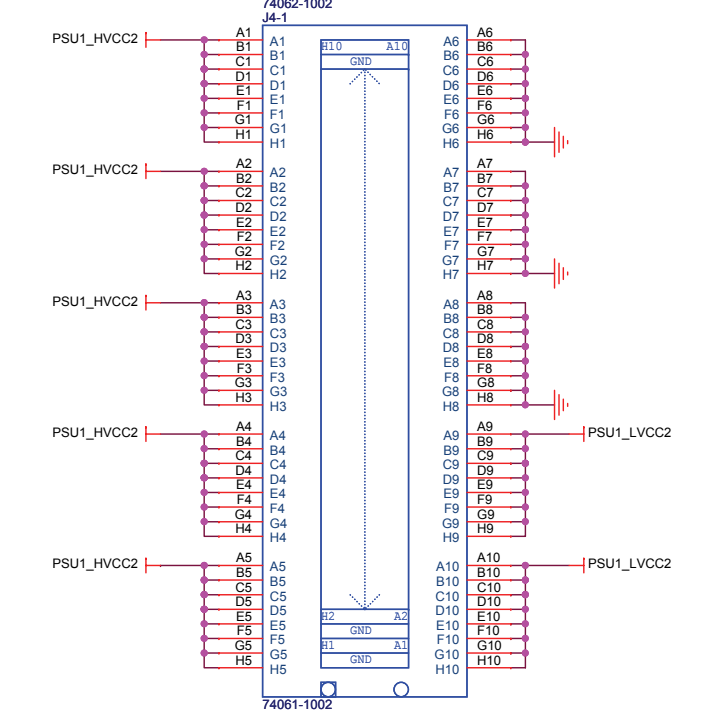 74062-1002
J4-1
A1 A6
PSU1_HVCC2 A1 H10 A10 A6
B1 B6
B1 B6
C1 GND C6
C1 C6
D1 D6
D1 D6
E1 E6
E1 E6
F1 F6
F1 F6
G1 G6
G1 G6
H1 H6
H1 H6
A2 A7
PSU1_HVCC2 A2 A7
B2 B7
B2 B7
C2 C7
C2 C7
D2 D7
D2 D7
E2 E7
E2 E7
F2 F7
F2 F7
G2 G7
G2 G7
H2 H7
H2 H7
A3 A8
PSU1_HVCC2 A3 A8
B3 B8
B3 B8
C3 C8
C3 C8
D3 D8
D3 D8
E3 E8
E3 E8
F3 F8
F3 F8
G3 G8
G3 G8
H3 H8
H3 H8
A4 A9
PSU1_HVCC2 A4 A9 PSU1_LVCC2
B4 B9
B4 B9
C4 C9
C4 C9
D4 D9
D4 D9
E4 E9
E4 E9
F4 F9
F4 F9
G4 G9
G4 G9
H4 H9
H4 H9
A5 A10
PSU1_HVCC2 A5 A10 PSU1_LVCC2
B5 B10
B5 B10
C5 C10
C5 C10
D5 D10
D5 D10
E5 H2 A2 E10
E5 E10
F5 GND F10
F5 F10
G5 H1 A1 G10
G5 G10
H5 GND H10
H5 H10
74061-1002